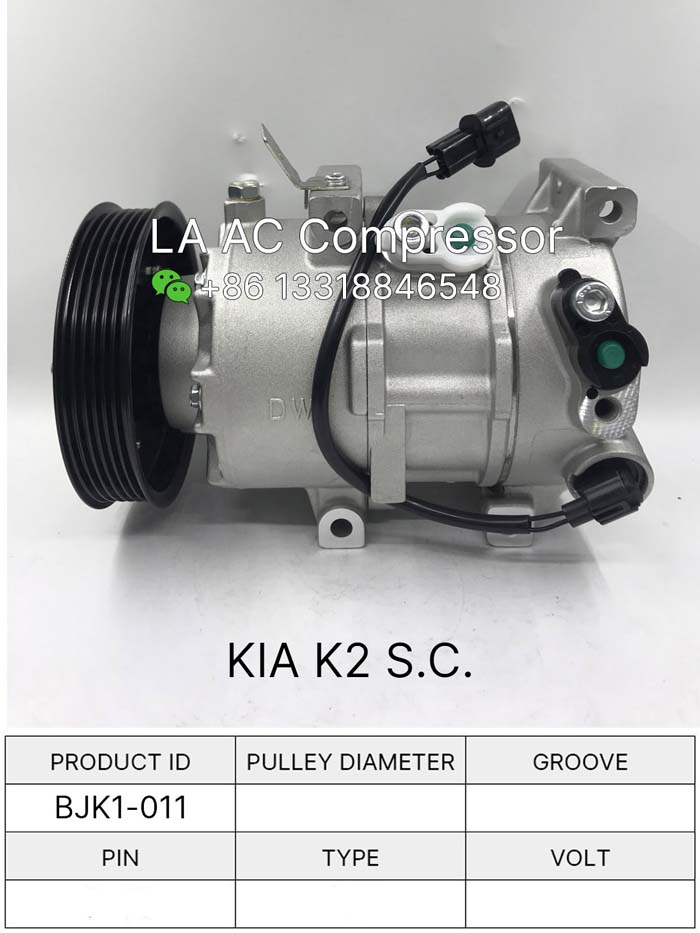 LA AC Compressor
+86 13318846548
DW
KIA K2 S.C.
PRODUCT ID PULLEY DIAMETER GROOVE
BJK1-011
PIN TYPE VOLT